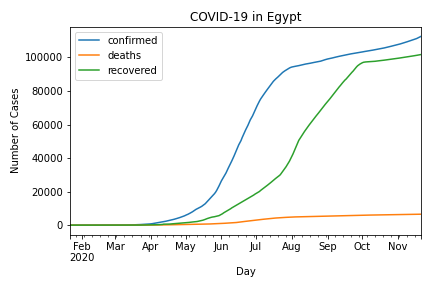 COVID-19 in Egypt
confirmed
deaths
recovered
Number of Cases
100000
80000
60000
40000
20000
0
Feb Mar Apr May Jun Jul Aug Sep Oct Nov
2020
Day